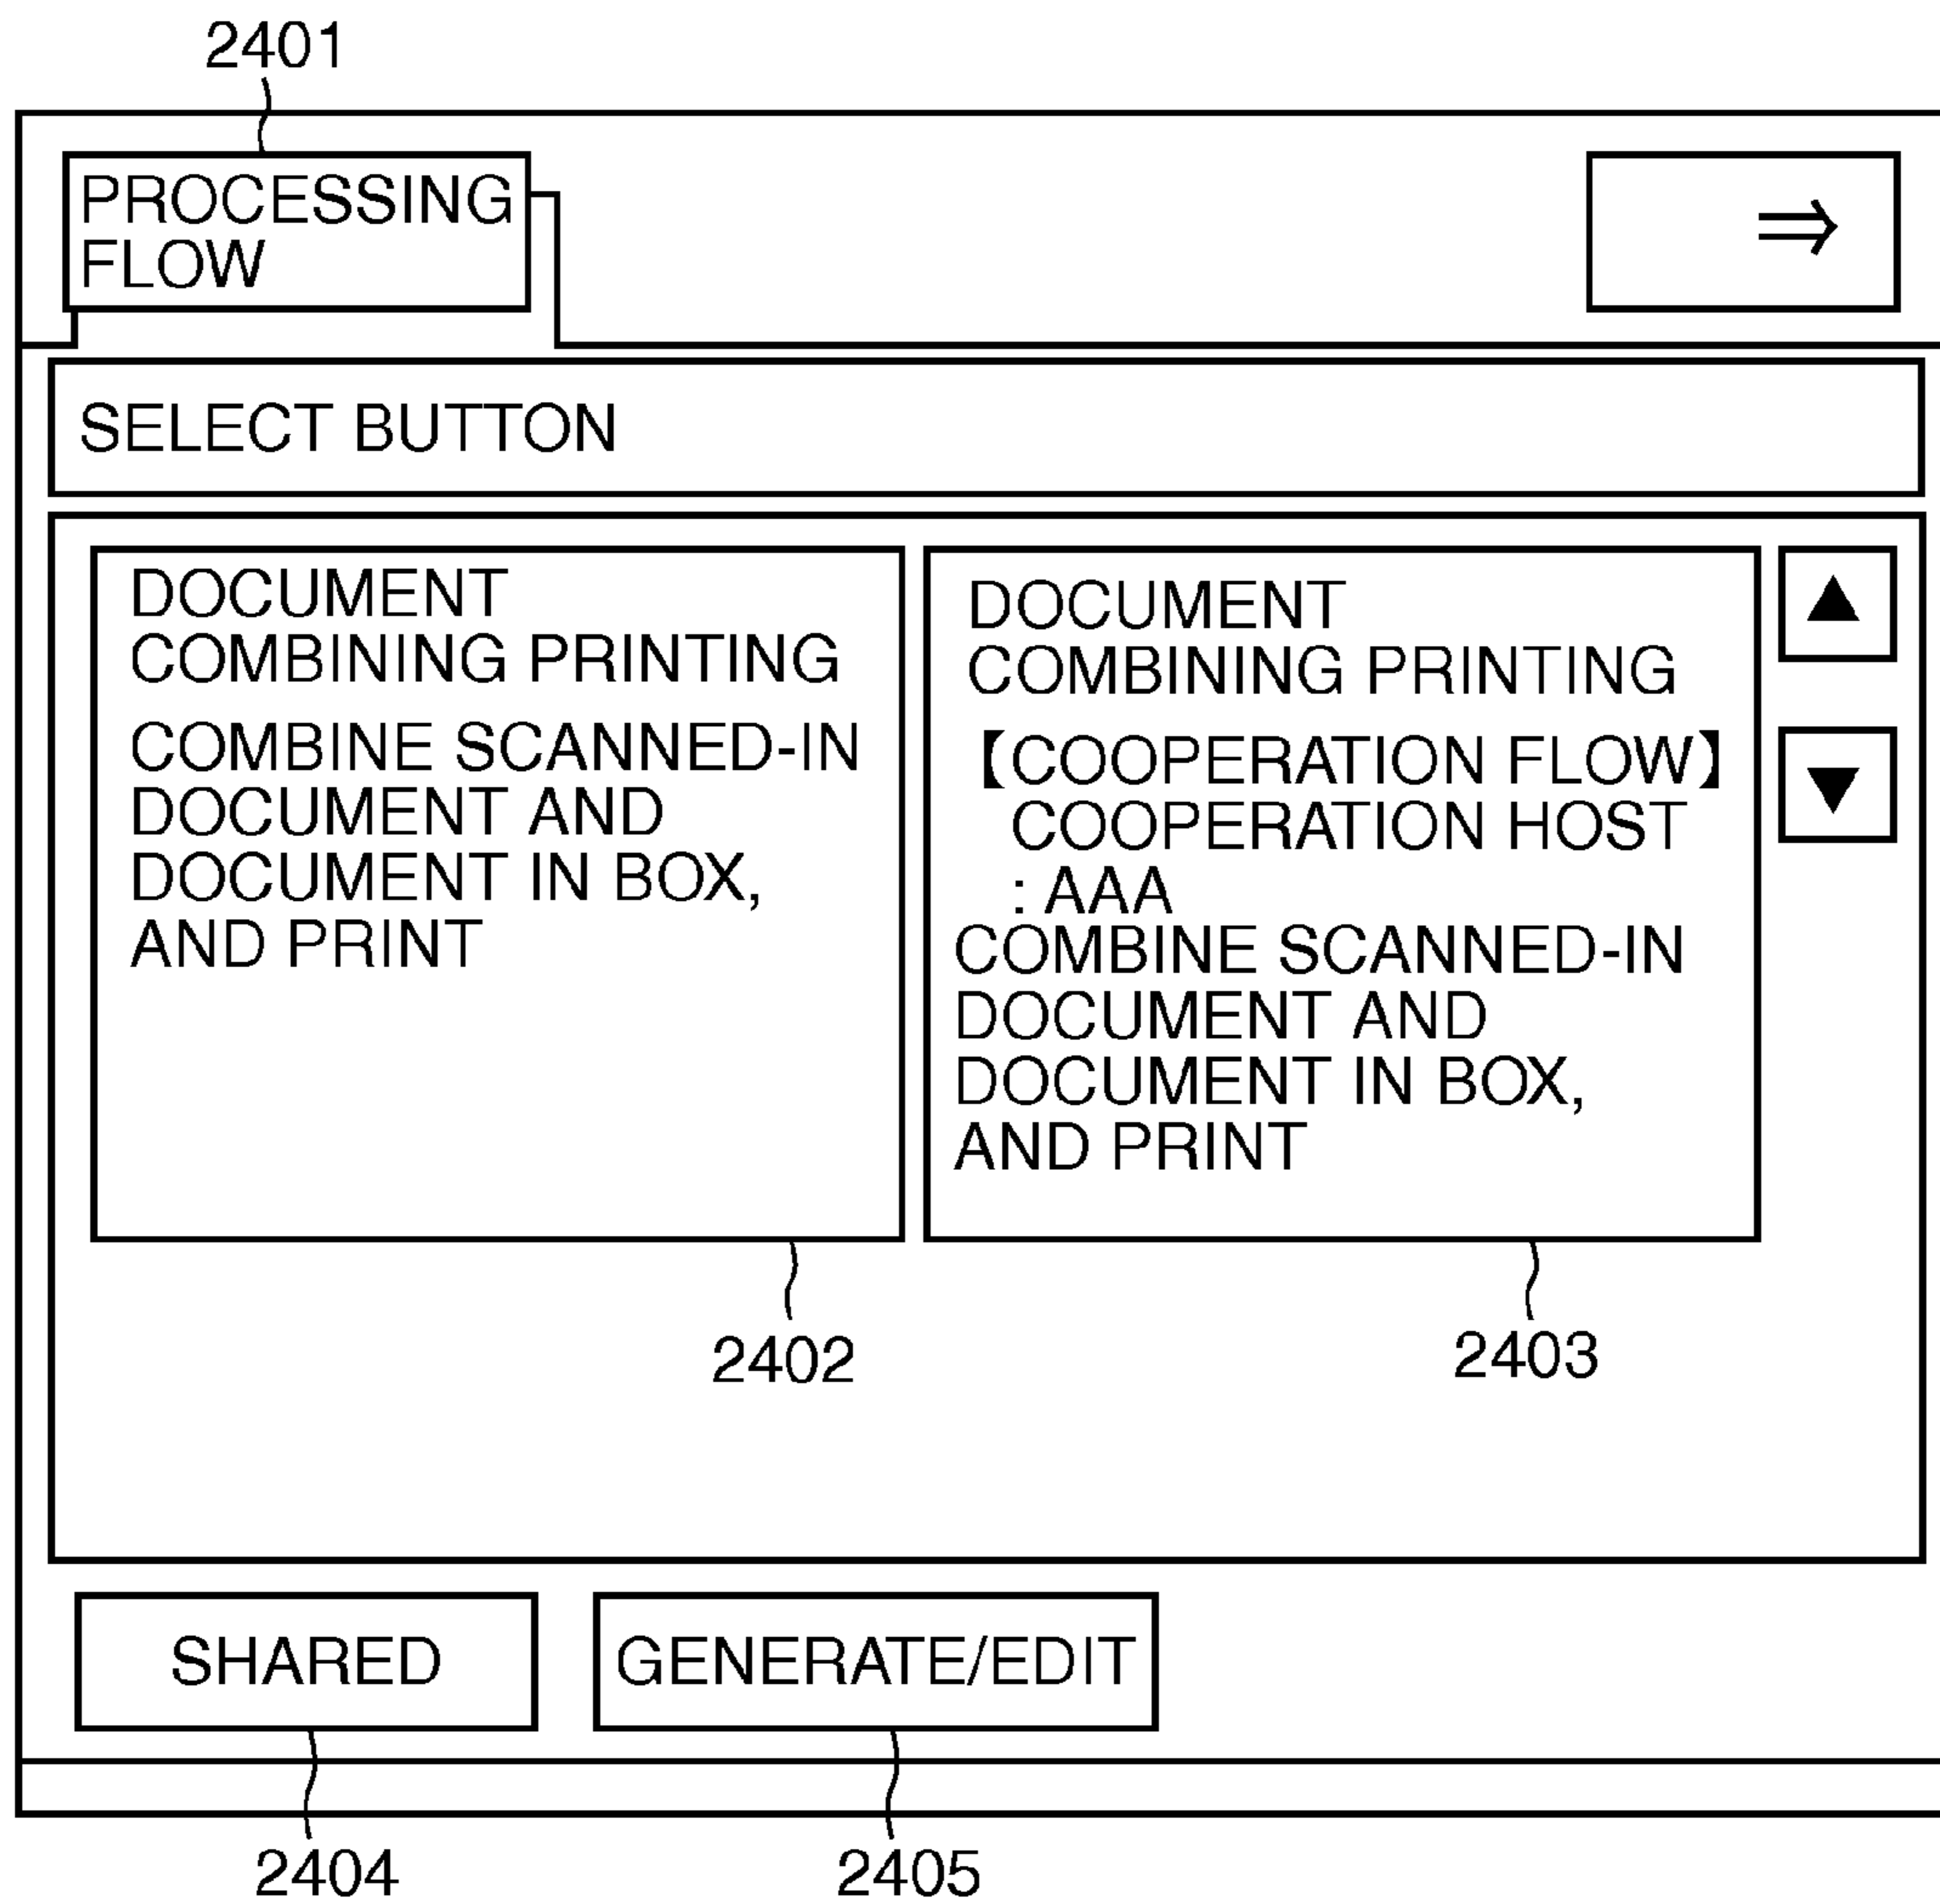 2401
PROCESSING
FLOW
⇒
SELECT BUTTON
DOCUMENT
COMBINING PRINTING
COMBINE SCANNED-IN
DOCUMENT AND
DOCUMENT IN BOX,
AND PRINT
DOCUMENT
COMBINING PRINTING
【COOPERATION FLOW】
COOPERATION HOST
: AAA
COMBINE SCANNED-IN
DOCUMENT AND
DOCUMENT IN BOX,
AND PRINT
▲
▼
2402
2403
SHARED
GENERATE/EDIT
2404
2405